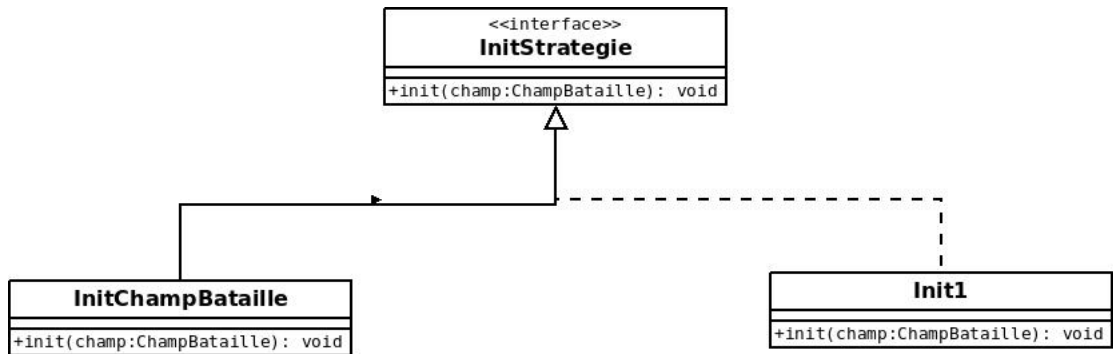 <<interface>>
InitStrategie
+init(champ:ChampBataille): void
InitChampBataille
+init(champ:ChampBataille): void
Init1
+init(champ:ChampBataille): void